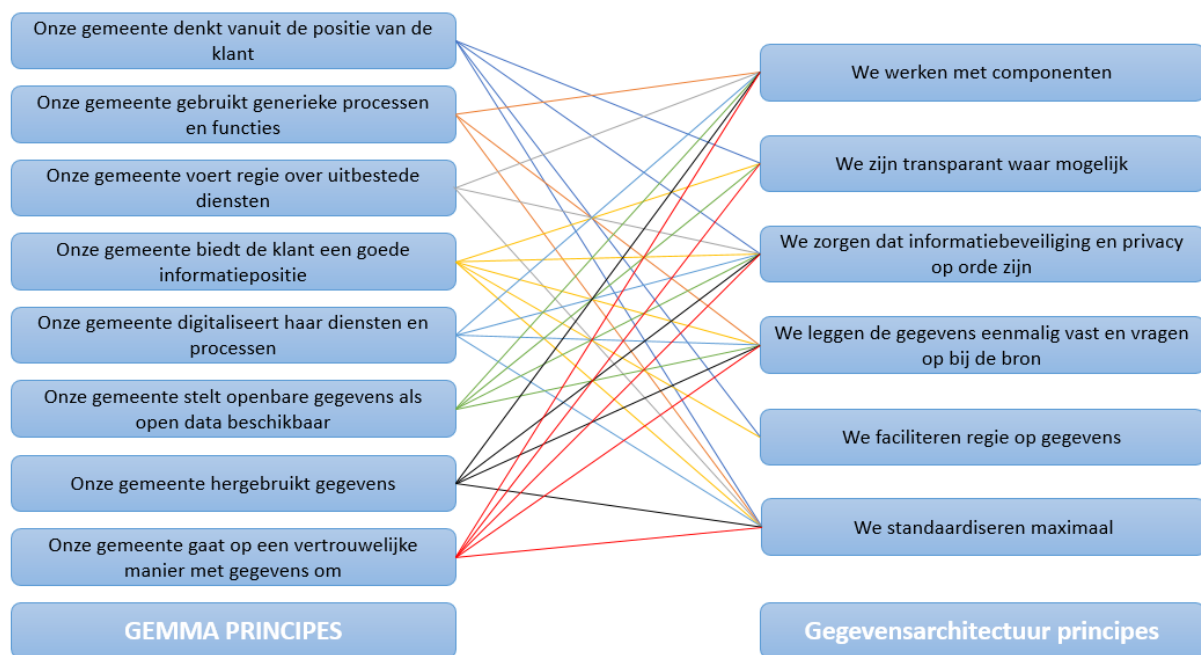 Onze gemeente denkt vanuit de positie van de
klant
Onze gemeente gebruikt generieke processen
en functies
Onze gemeente voert regie over uitbestede
diensten
Onze gemeente biedt de klant een goede
informatiepositie
Onze gemeente digitaliseert haar diensten en
processen
Onze gemeente stelt openbare gegevens als
open data beschikbaar
Onze gemeente hergebruikt gegevens
Onze gemeente gaat op een vertrouwelijke
manier met gegevens om
GEMMA PRINCIPES
We werken met componenten
We zijn transparant waar mogelijk
We zorgen dat informatiebeveiliging en privacy
op orde zijn
We leggen de gegevens eenmalig vast en vragen
op bij de bron
We faciliteren regie op gegevens
We standaardiseren maximaal
Gegevensarchitectuur principes